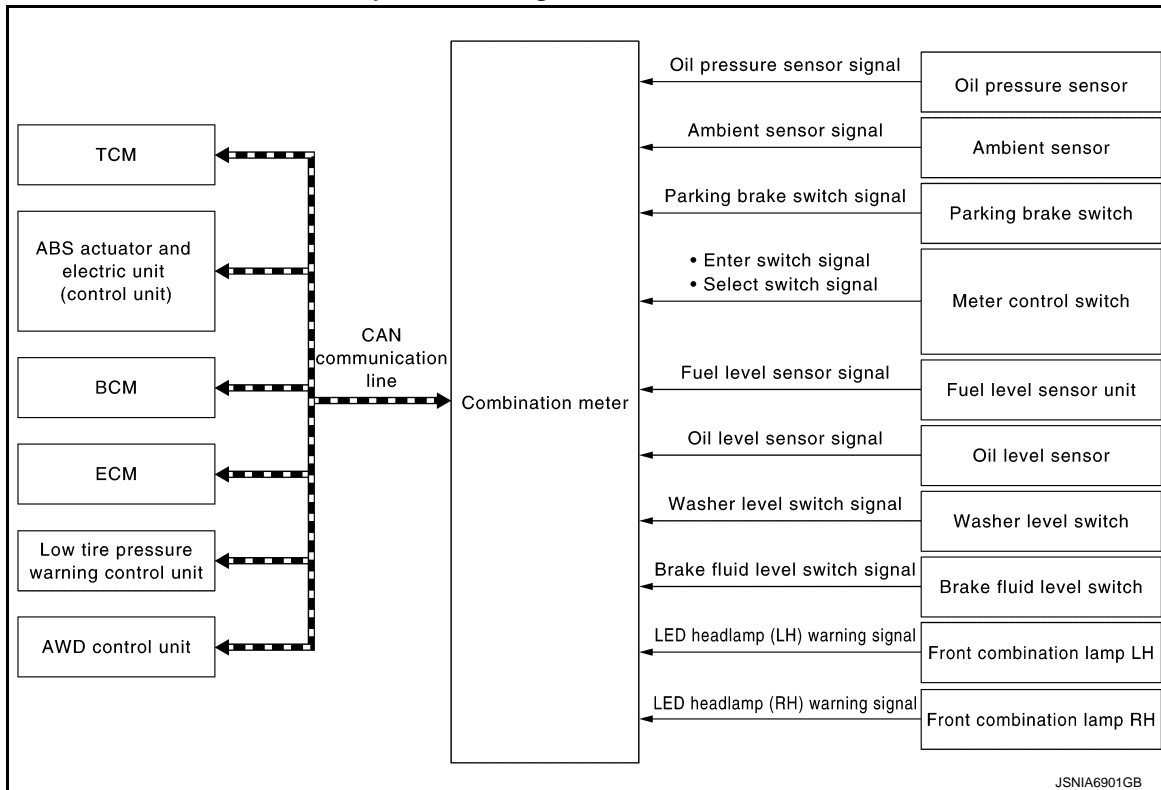 TCM
ABS actuator and
electric unit
(control unit)
BCM
ECM
Low tire pressure
warning control unit
AWD control unit
CAN
communication
line
Combination meter
Oil pressure sensor signal
Oil pressure sensor
Ambient sensor signal
Ambient sensor
Parking brake switch signal
Parking brake switch
• Enter switch signal
• Select switch signal
Meter control switch
Fuel level sensor signal
Fuel level sensor unit
Oil level sensor signal
Oil level sensor
Washer level switch signal
Washer level switch
Brake fluid level switch signal
Brake fluid level switch
LED headlamp (LH) warning signal
Front combination lamp LH
LED headlamp (RH) warning signal
Front combination lamp RH
JSNIA6901GB